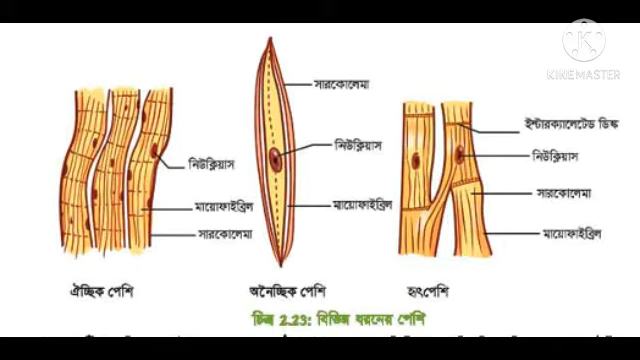 KINEMASTER
সারকোলেমা
নিউক্লিয়াস
মায়োফাইব্রিল
নিউক্লিয়াস
মায়োফাইব্রিল
সারকোলেমা
ইন্টারক্যালেটেড ডিস্ক
নিউক্লিয়াস
সারকোলেমা
মায়োফাইব্রিল
ঐচ্ছিক পেশি
অনৈচ্ছিক পেশি
হৃৎপেশি
চিত্র 2.23: বিভিন্ন ধরনের পেশি